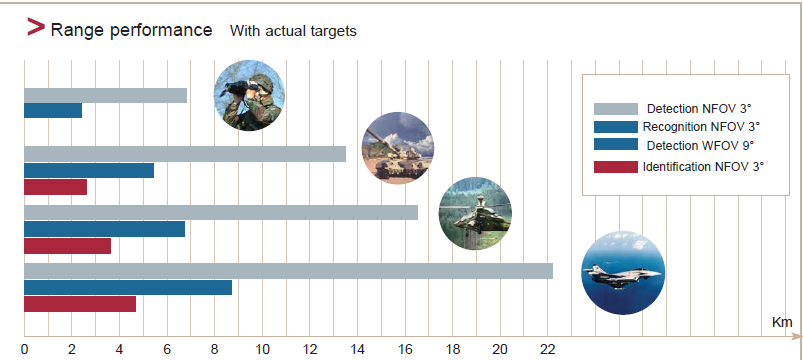 > Range performance With actual targets
Detection NFOV 3°
Recognition NFOV 3°
Detection WFOV 9°
Identification NFOV 3°
Km
0 2 4 6 8 10 12 14 16 18 20 22